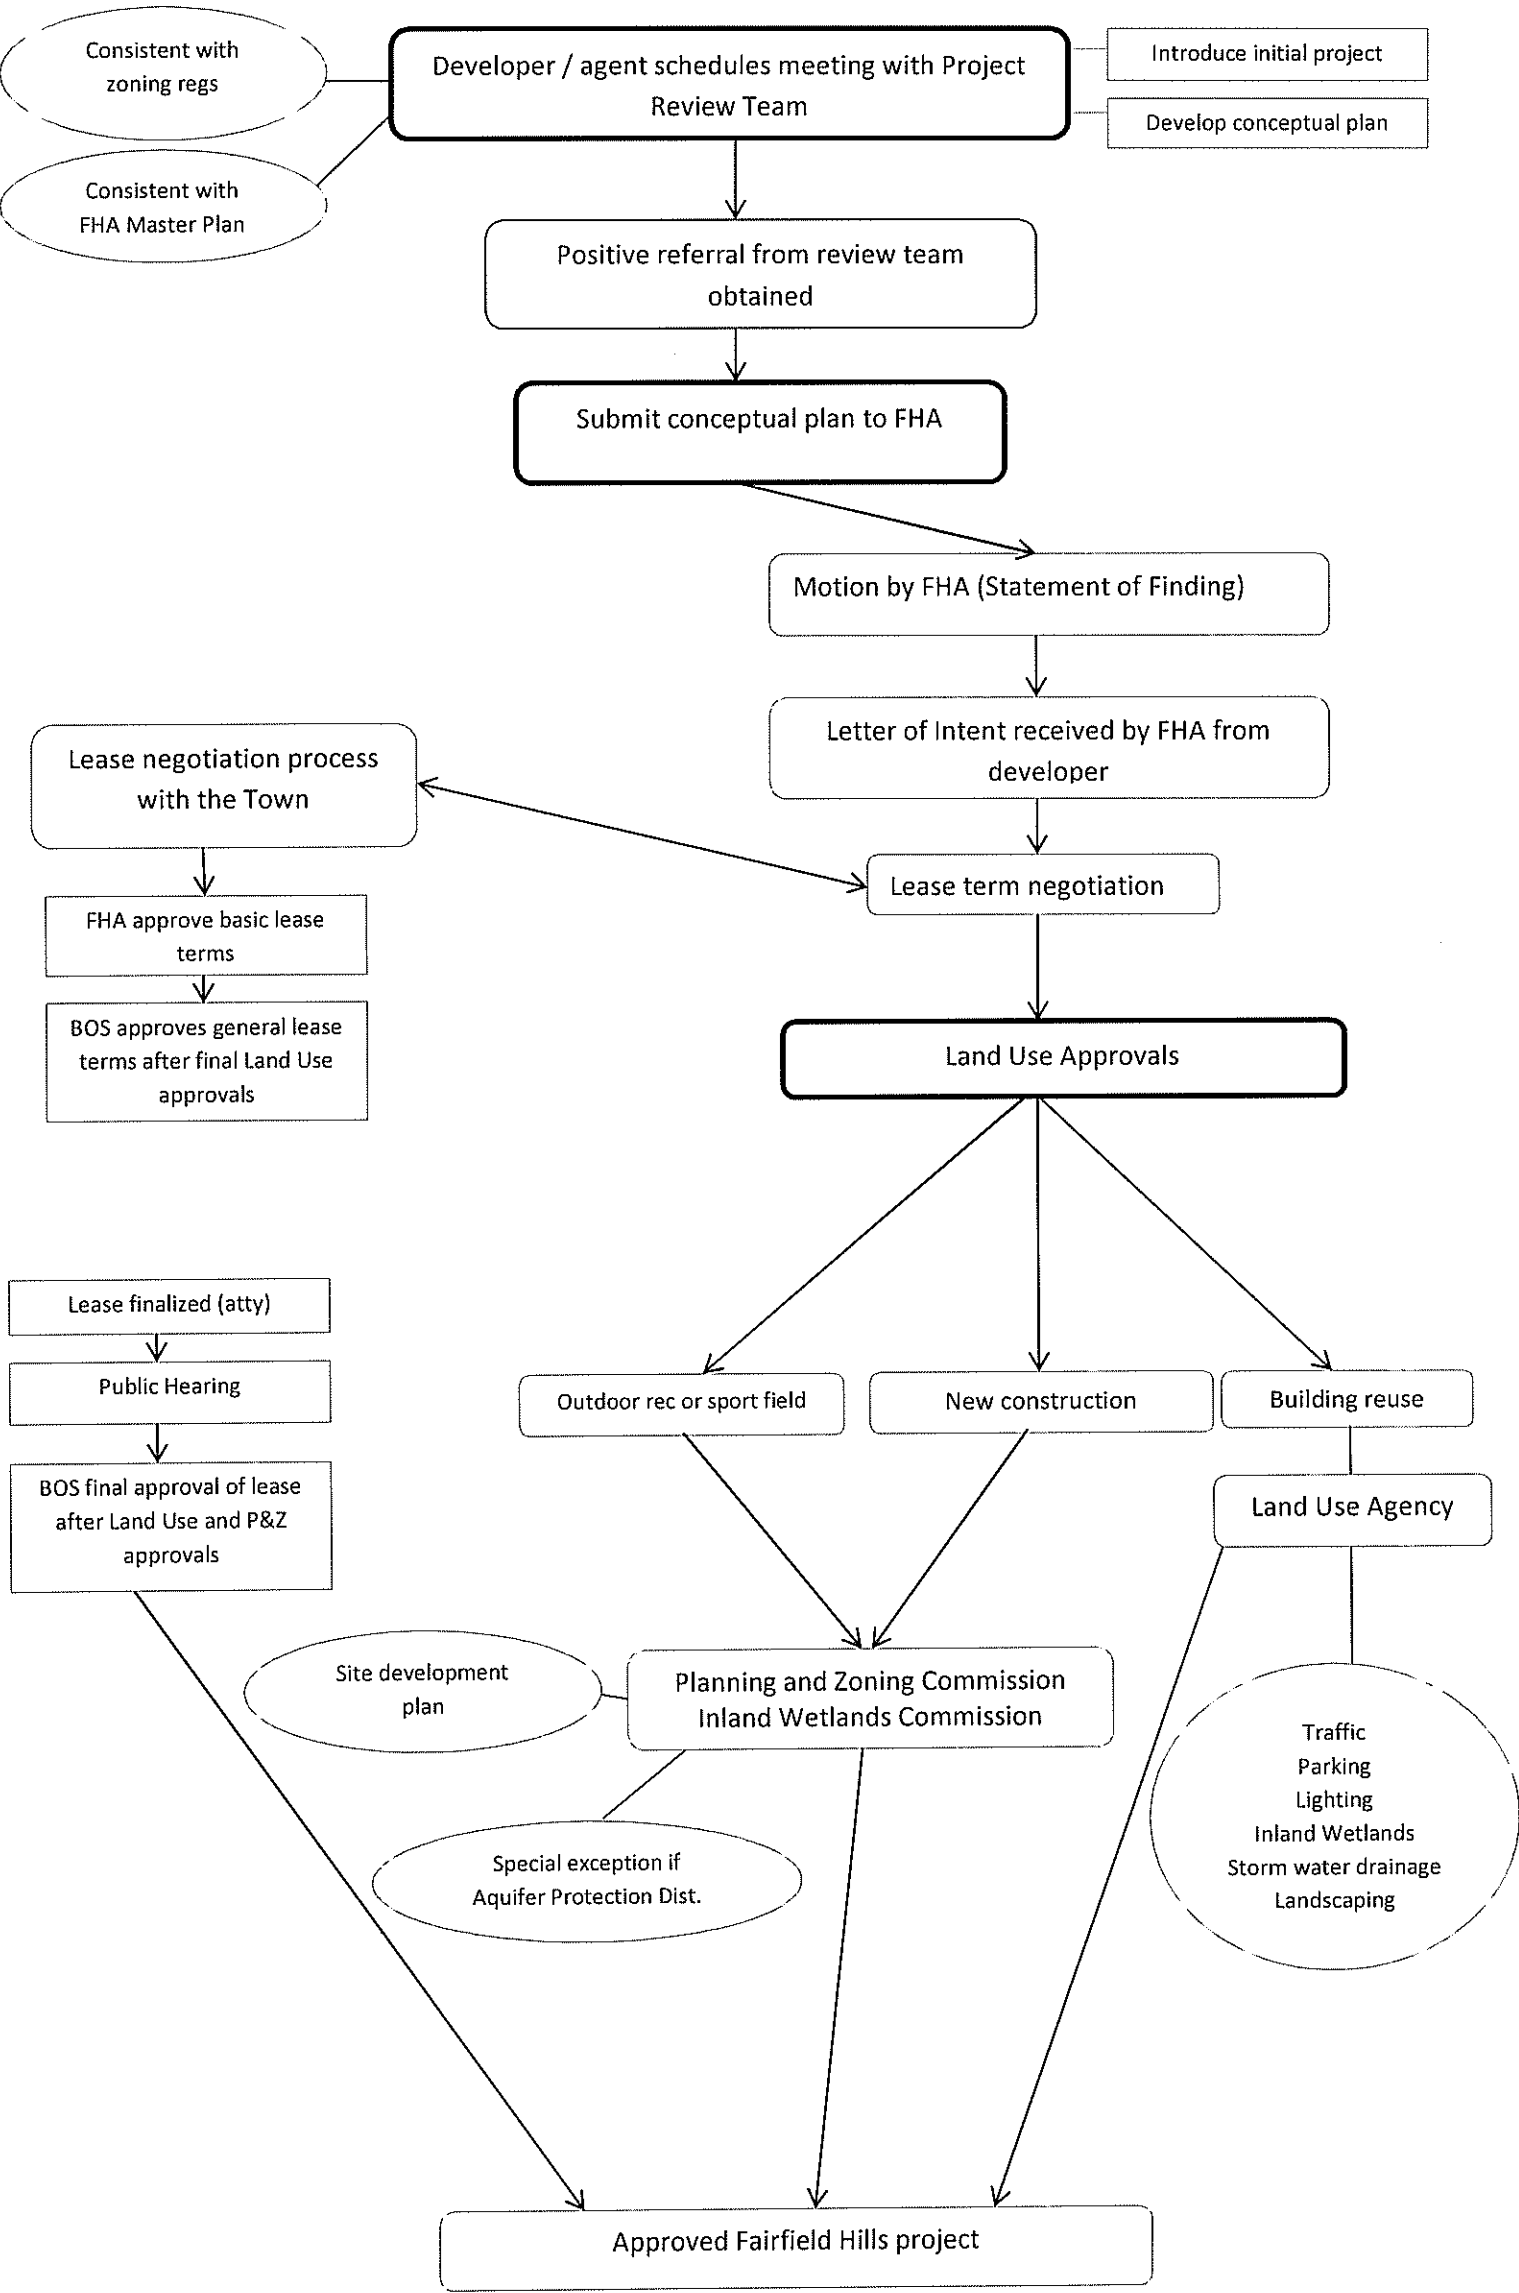 Consistent with
zoning regs
Developer / agent schedules meeting with Project
Review Team
Introduce initial project
Develop conceptual plan
Consistent with
FHA Master Plan
Positive referral from review team
obtained
Submit conceptual plan to FHA
Motion by FHA (Statement of Finding)
Letter of Intent received by FHA from
developer
Lease negotiation process
with the Town
Lease term negotiation
FHA approve basic lease
terms
BOS approves general lease
terms after final Land Use
approvals
Land Use Approvals
Lease finalized (atty)
Public Hearing
BOS final approval of lease
after Land Use and P&Z
approvals
Outdoor rec or sport field
New construction
Building reuse
Land Use Agency
Site development
plan
Planning and Zoning Commission
Inland Wetlands Commission
Special exception if
Aquifer Protection Dist.
Traffic
Parking
Lighting
Inland Wetlands
Storm water drainage
Landscaping
Approved Fairfield Hills project